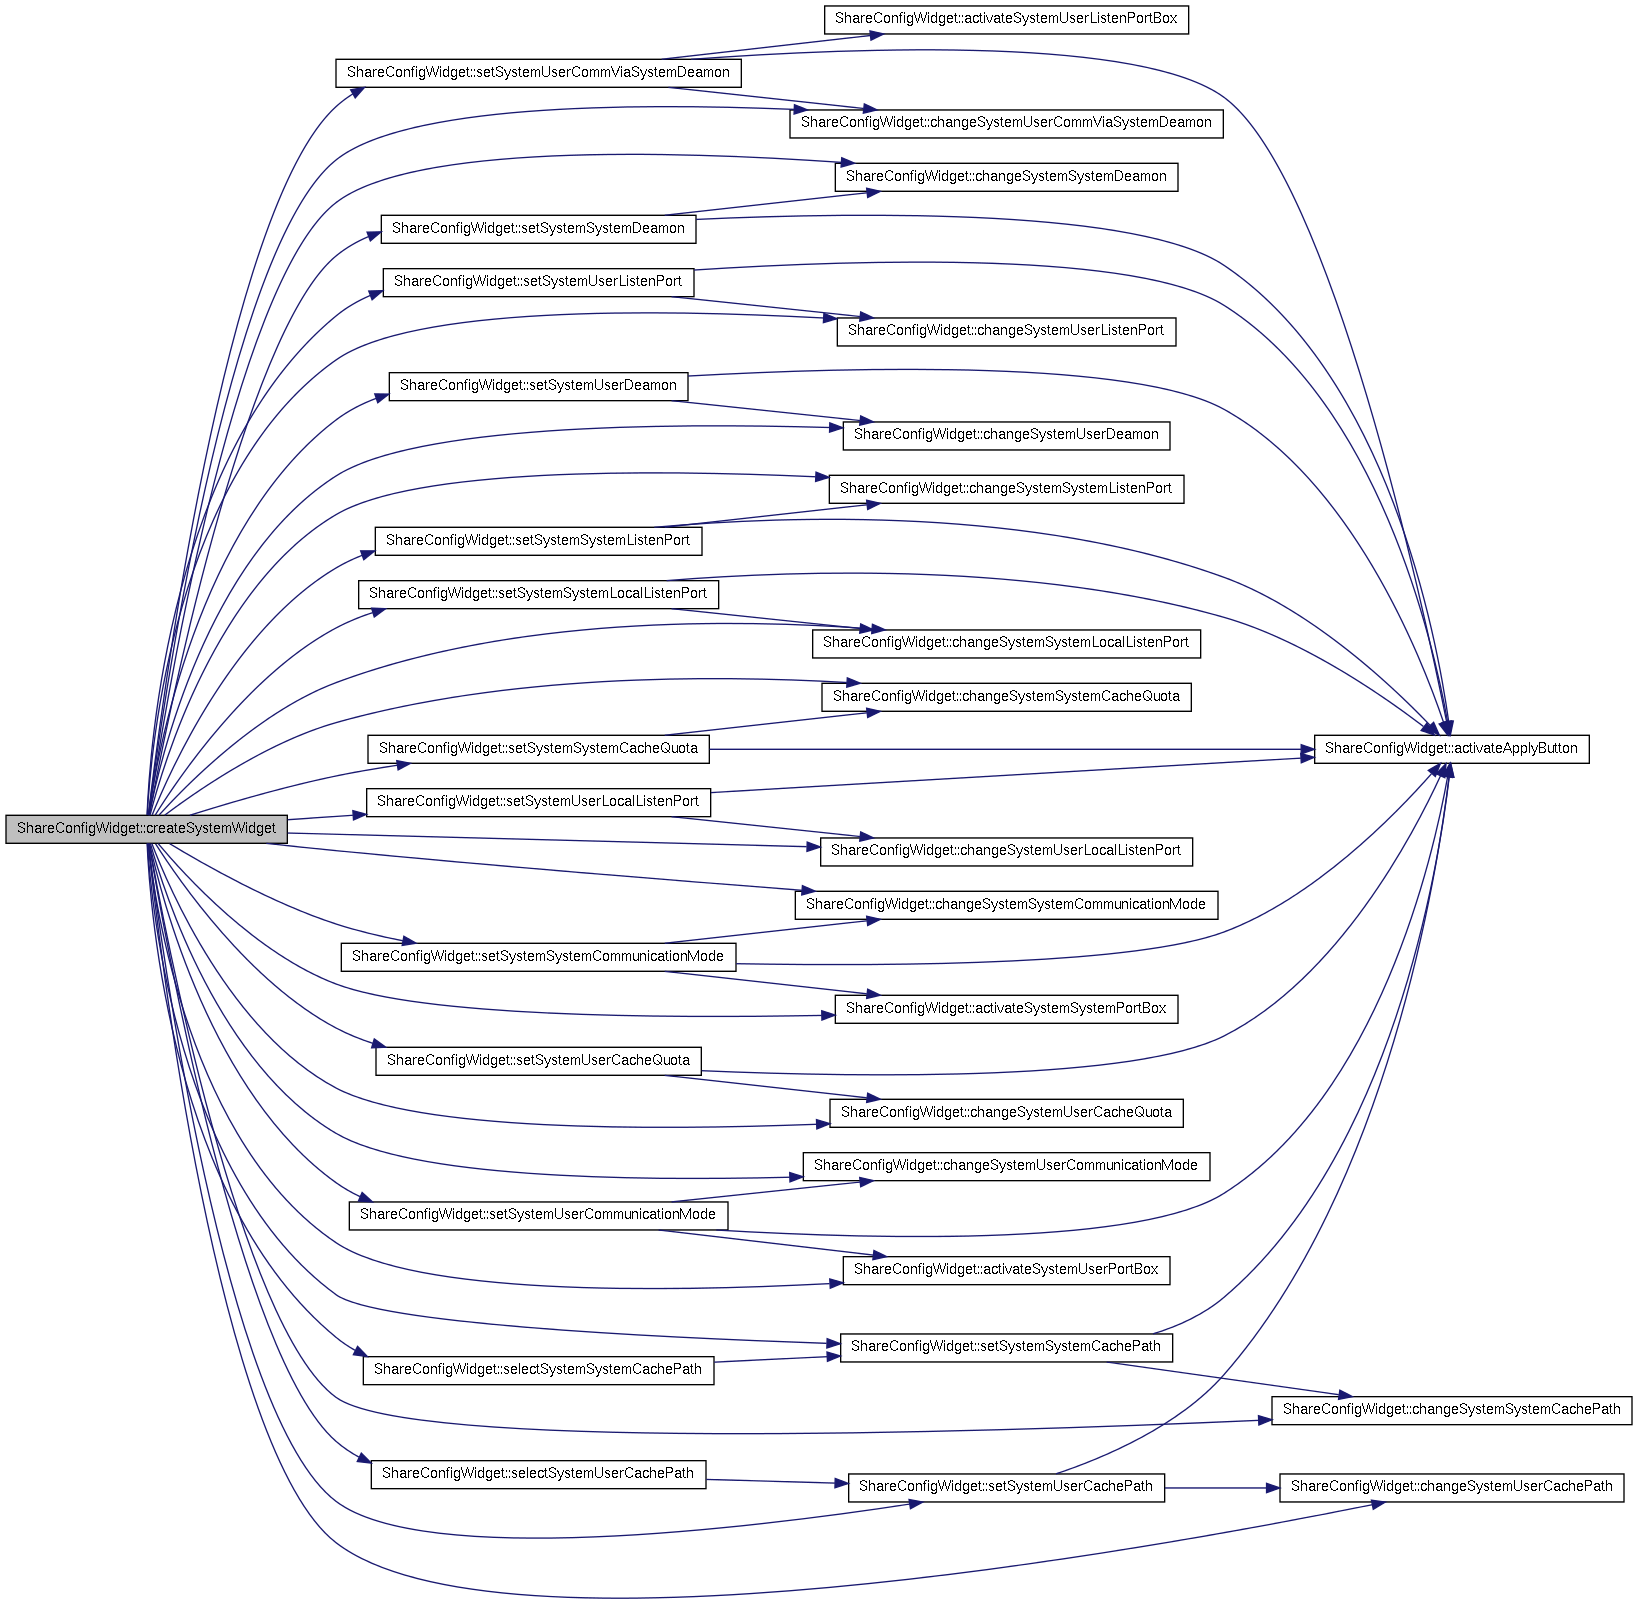 ShareConfigWidget::activateSystemUserListenPortBox
ShareConfigWidget::setSystemUserCommViaSystemDeamon
ShareConfigWidget::changeSystemUserCommViaSystemDeamon
ShareConfigWidget::changeSystemSystemDeamon
ShareConfigWidget::setSystemSystemDeamon
ShareConfigWidget::setSystemUserListenPort
ShareConfigWidget::changeSystemUserListenPort
ShareConfigWidget::setSystemUserDeamon
ShareConfigWidget::changeSystemUserDeamon
ShareConfigWidget::changeSystemSystemListenPort
ShareConfigWidget::setSystemSystemListenPort
ShareConfigWidget::setSystemSystemLocalListenPort
ShareConfigWidget::changeSystemSystemLocalListenPort
ShareConfigWidget::changeSystemSystemCacheQuota
ShareConfigWidget::setSystemSystemCacheQuota
ShareConfigWidget::activateApplyButton
ShareConfigWidget::setSystemUserLocalListenPort
ShareConfigWidget::createSystemWidget
ShareConfigWidget::changeSystemUserLocalListenPort
ShareConfigWidget::changeSystemSystemCommunicationMode
ShareConfigWidget::setSystemSystemCommunicationMode
ShareConfigWidget::activateSystemSystemPortBox
ShareConfigWidget::setSystemUserCacheQuota
ShareConfigWidget::changeSystemUserCacheQuota
ShareConfigWidget::changeSystemUserCommunicationMode
ShareConfigWidget::setSystemUserCommunicationMode
ShareConfigWidget::activateSystemUserPortBox
ShareConfigWidget::setSystemSystemCachePath
ShareConfigWidget::selectSystemSystemCachePath
ShareConfigWidget::changeSystemSystemCachePath
ShareConfigWidget::selectSystemUserCachePath
ShareConfigWidget::setSystemUserCachePath
ShareConfigWidget::changeSystemUserCachePath